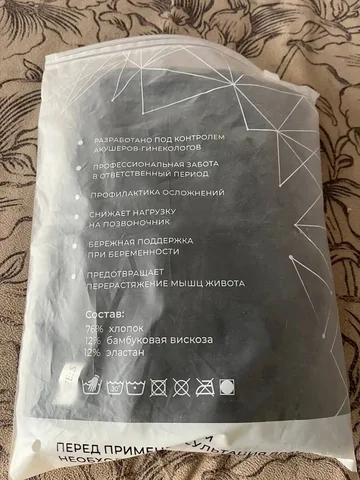 РАЗРАБОТАНО ПОД КОНТРОЛЕМ
АКУШЕРОВ-ГИНЕКОЛОГОВ
ПРОФЕССИОНАЛЬНАЯ ЗАБОТА
В ОТВЕТСТВЕННЫЙ ПЕРИОД
ПРОФИЛАКТИКА ОСЛОЖНЕНИЙ
СНИЖАЕТ НАГРУЗКУ
НА ПОЗВОНОЧНИК
БЕРЕЖНАЯ ПОДДЕРЖКА
ПРИ БЕРЕМЕННОСТИ
ПРЕДОТВРАЩАЕТ
ПЕРЕРАСТЯЖЕНИЕ МЫШЦ ЖИВОТА
Состав:
76% хлопок
12% бамбуковая вискоза
12% эластан
30°
ПЕРЕД